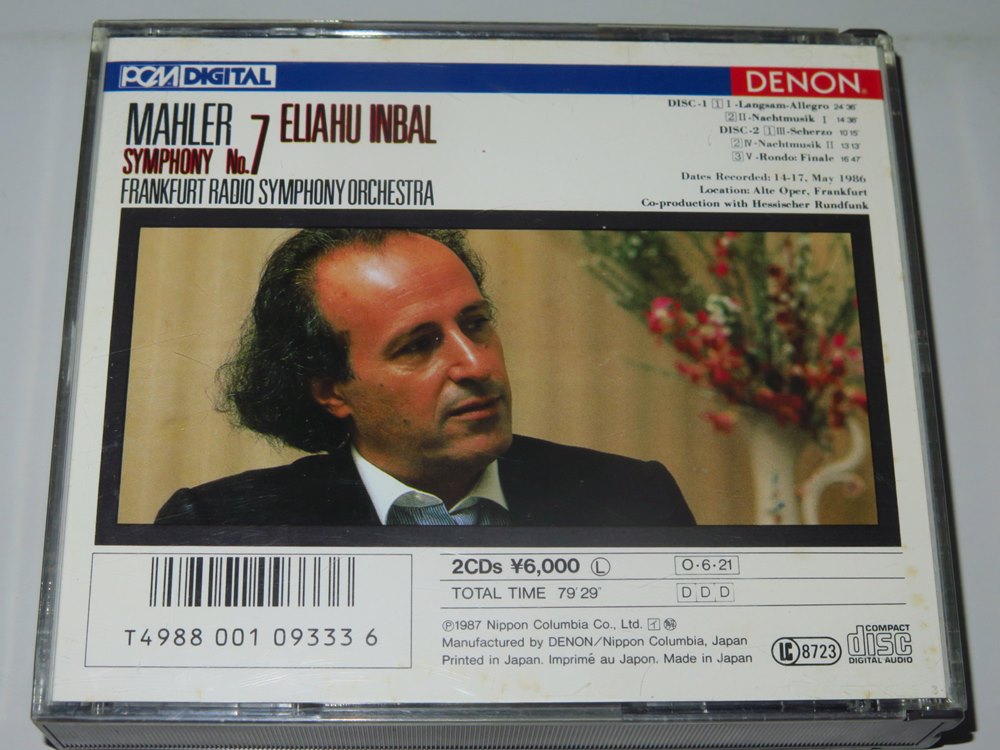 PCM DIGITAL
DENON
MAHLER
SYMPHONY No. 7
ELIAHU INBAL
FRANKFURT RADIO SYMPHONY ORCHESTRA
DISC-1 1 I-Langsam-Allegro 24'36"
2 II-Nachtmusik I 14'36"
DISC-2 1 III-Scherzo 10'15"
2 IV-Nachtmusik II 13'13"
3 V-Rondo: Finale 16'47"
Dates Recorded: 14-17, May 1986
Location: Alte Oper, Frankfurt
Co-production with Hessischer Rundfunk
T4988 001 09333 6
2CDs ¥6,000 Ⓛ O・6・21
TOTAL TIME 79'29" D D D
℗1987 Nippon Columbia Co., Ltd. イ
Manufactured by DENON/Nippon Columbia, Japan
Printed in Japan. Imprimé au Japon. Made in Japan
LC 8723
COMPACT
disc
DIGITAL AUDIO